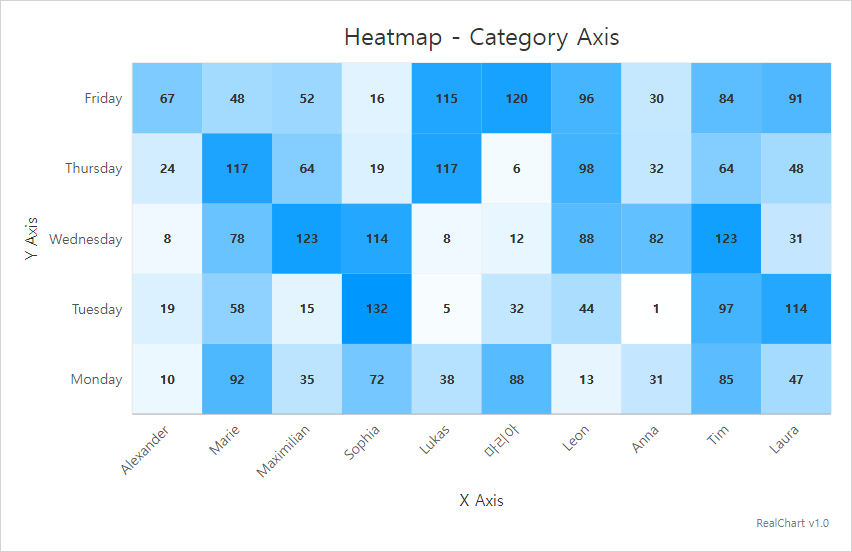 Heatmap - Category Axis
Y Axis
Friday 67 48 52 16 115 120 96 30 84 91
Thursday 24 117 64 19 117 6 98 32 64 48
Wednesday 8 78 123 114 8 12 88 82 123 31
Tuesday 19 58 15 132 5 32 44 1 97 114
Monday 10 92 35 72 38 88 13 31 85 47
Alexander Marie Maximilian Sophia Lukas 마리아 Leon Anna Tim Laura
X Axis
RealChart v1.0